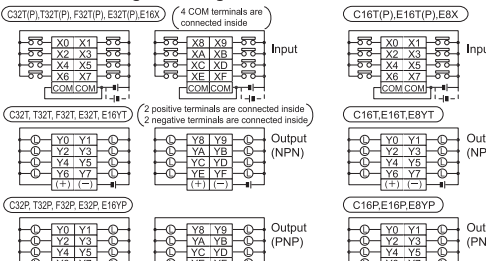 C32T(P),T32T(P), F32T(P), E32T(P),E16X
4 COM terminals are
connected inside
X0 X1
X2 X3
X4 X5
X6 X7
COM COM
X8 X9
XA XB
XC XD
XE XF
COM COM
Input
C32T, T32T, F32T, E32T, E16YT
2 positive terminals are connected inside
2 negative terminals are connected inside
L Y0 Y1 L
L Y2 Y3 L
L Y4 Y5 L
L Y6 Y7 L
(+) (−)
L Y8 Y9 L
L YA YB L
L YC YD L
L YE YF L
(+) (−)
Output
(NPN)
C32P, T32P, F32P, E32P, E16YP
L Y0 Y1 L
L Y2 Y3 L
L Y4 Y5 L
L Y8 Y9 L
L YA YB L
L YC YD L
Output
(PNP)
C16T(P),E16T(P),E8X
X0 X1
X2 X3
X4 X5
X6 X7
COM COM
Inpu
C16T,E16T,E8YT
L Y0 Y1 L
L Y2 Y3 L
L Y4 Y5 L
L Y6 Y7 L
(+) (−)
Out
(NP
C16P,E16P,E8YP
L Y0 Y1 L
L Y2 Y3 L
L Y4 Y5 L
Out
(PN